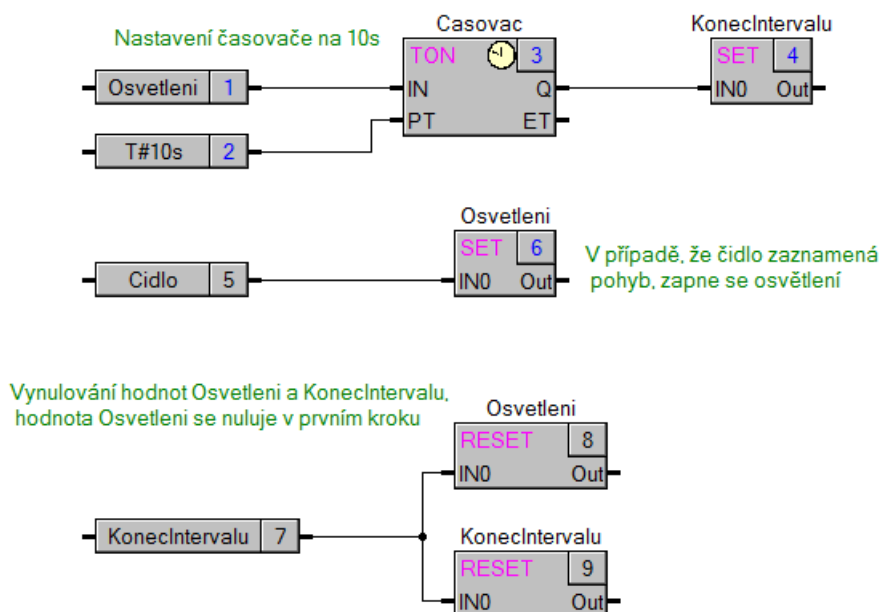 Nastavení časovače na 10s
Casovac
KonecIntervalu
TON 3
SET 4
Osvetleni 1
IN Q
IN0 Out
PT ET
T#10s 2
Osvetleni
SET 6
V případě, že čidlo zaznamená
pohyb, zapne se osvětlení
Cidlo 5
IN0 Out
Vynulování hodnot Osvetleni a KonecIntervalu,
hodnota Osvetleni se nuluje v prvním kroku
Osvetleni
RESET 8
IN0 Out
KonecIntervalu 7
KonecIntervalu
RESET 9
IN0 Out